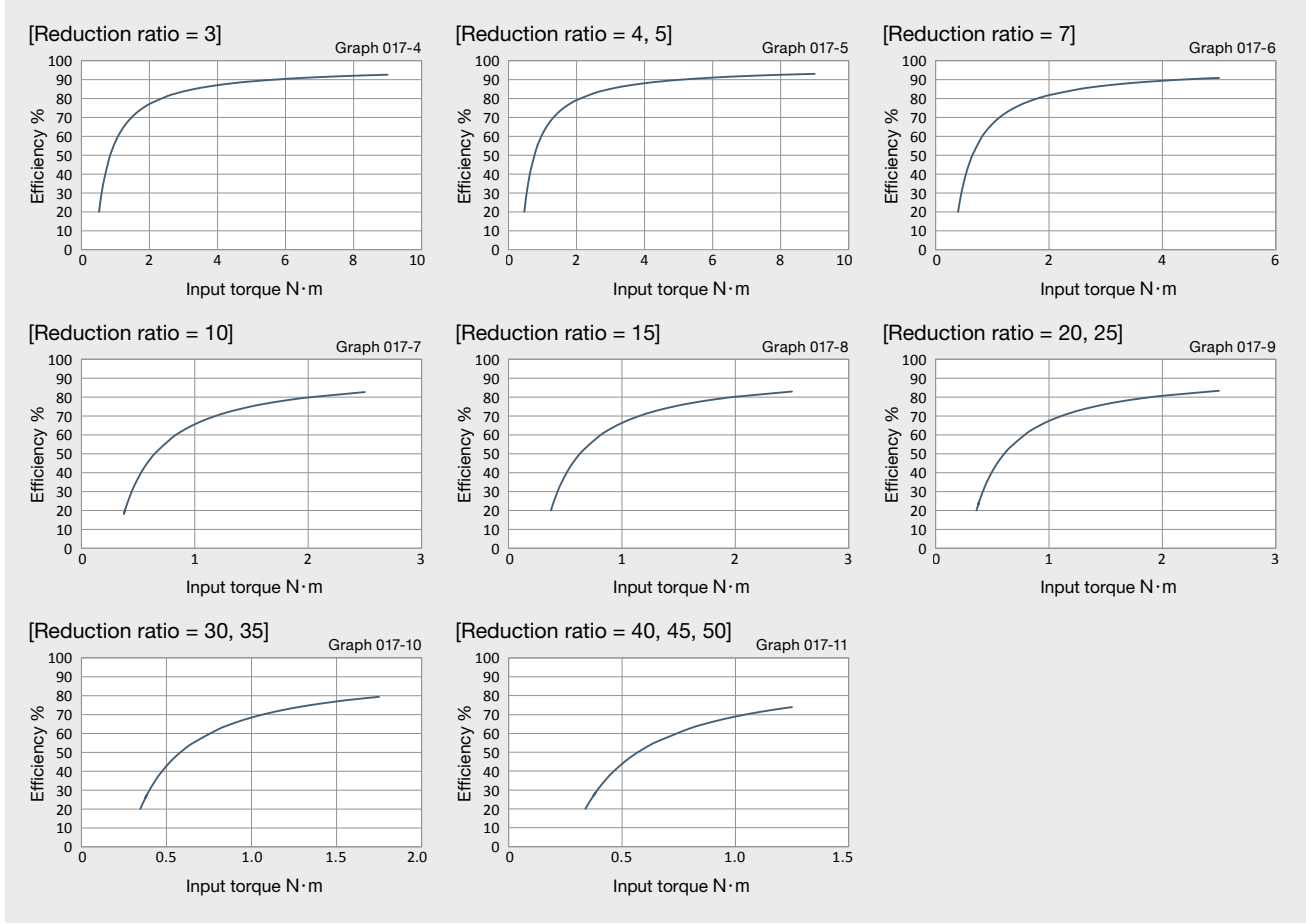 [Reduction ratio = 3]
Graph 017-4
100
90
80
70
60
50
40
30
20
10
0
Efficiency %
0 2 4 6 8 10
Input torque N·m
[Reduction ratio = 4, 5]
Graph 017-5
100
90
80
70
60
50
40
30
20
10
0
Efficiency %
0 2 4 6 8 10
Input torque N·m
[Reduction ratio = 7]
Graph 017-6
100
90
80
70
60
50
40
30
20
10
0
Efficiency %
0 2 4 6
Input torque N·m
[Reduction ratio = 10]
Graph 017-7
100
90
80
70
60
50
40
30
20
10
0
Efficiency %
0 1 2 3
Input torque N·m
[Reduction ratio = 15]
Graph 017-8
100
90
80
70
60
50
40
30
20
10
0
Efficiency %
0 1 2 3
Input torque N·m
[Reduction ratio = 20, 25]
Graph 017-9
100
90
80
70
60
50
40
30
20
10
0
Efficiency %
0 1 2 3
Input torque N·m
[Reduction ratio = 30, 35]
Graph 017-10
100
90
80
70
60
50
40
30
20
10
0
Efficiency %
0 0.5 1.0 1.5 2.0
Input torque N·m
[Reduction ratio = 40, 45, 50]
Graph 017-11
100
90
80
70
60
50
40
30
20
10
0
Efficiency %
0 0.5 1.0 1.5
Input torque N·m